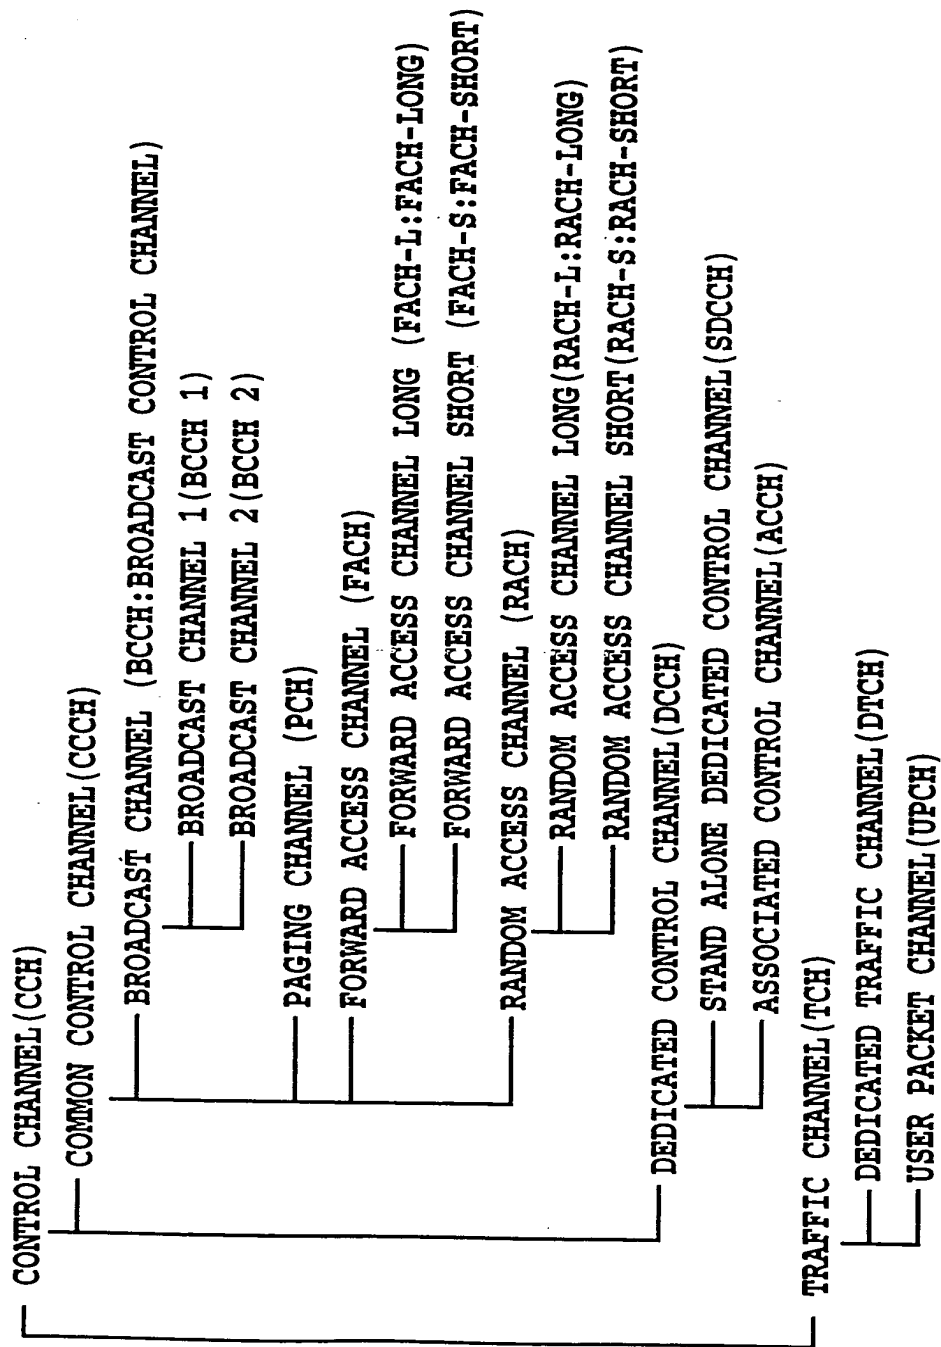 CONTROL CHANNEL(CCH)
COMMON CONTROL CHANNEL(CCCH)
BROADCAST CHANNEL (BCCH:BROADCAST CONTROL CHANNEL)
BROADCAST CHANNEL 1(BCCH 1)
BROADCAST CHANNEL 2(BCCH 2)
PAGING CHANNEL (PCH)
FORWARD ACCESS CHANNEL (FACH)
FORWARD ACCESS CHANNEL LONG (FACH-L:FACH-LONG)
FORWARD ACCESS CHANNEL SHORT (FACH-S:FACH-SHORT)
RANDOM ACCESS CHANNEL (RACH)
RANDOM ACCESS CHANNEL LONG(RACH-L:RACH-LONG)
RANDOM ACCESS CHANNEL SHORT(RACH-S:RACH-SHORT)
DEDICATED CONTROL CHANNEL(DCCH)
STAND ALONE DEDICATED CONTROL CHANNEL(SDCCH)
ASSOCIATED CONTROL CHANNEL(ACCH)
TRAFFIC CHANNEL(TCH)
DEDICATED TRAFFIC CHANNEL(DTCH)
USER PACKET CHANNEL(UPCH)